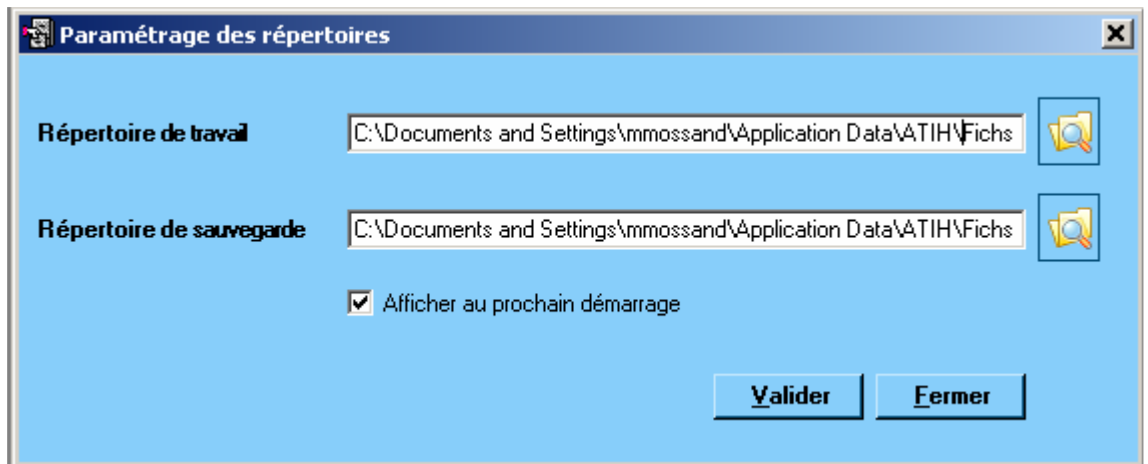 Paramétrage des répertoires
Répertoire de travail C:\Documents and Settings\mmossand\Application Data\ATIH\Fichs
Répertoire de sauvegarde C:\Documents and Settings\mmossand\Application Data\ATIH\Fichs
Afficher au prochain démarrage
Valider Fermer